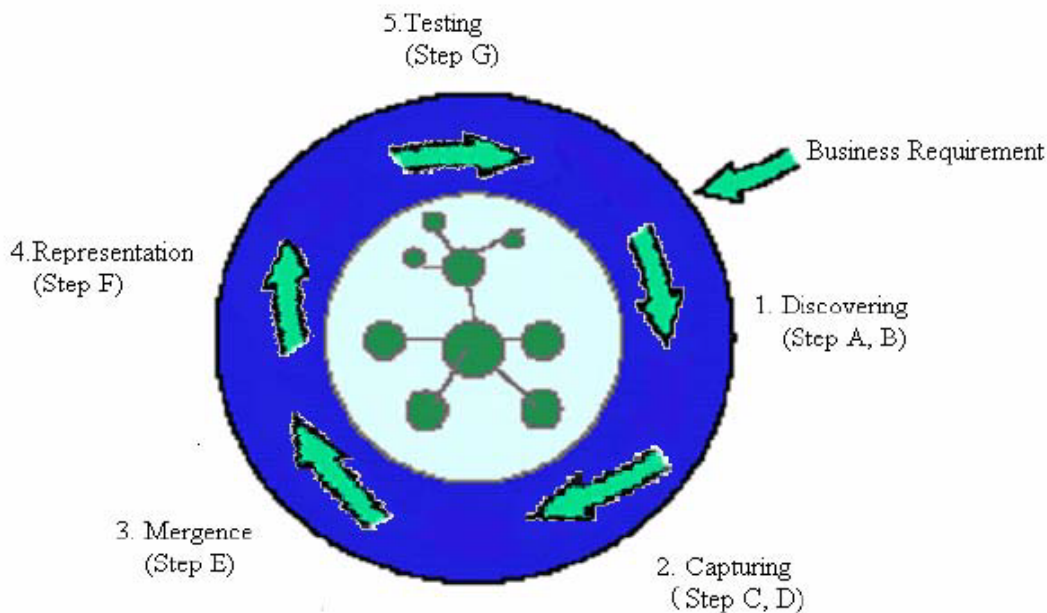 5.Testing
(Step G)
Business Requirement
4.Representation
(Step F)
1. Discovering
(Step A, B)
3. Mergence
(Step E)
2. Capturing
(Step C, D)